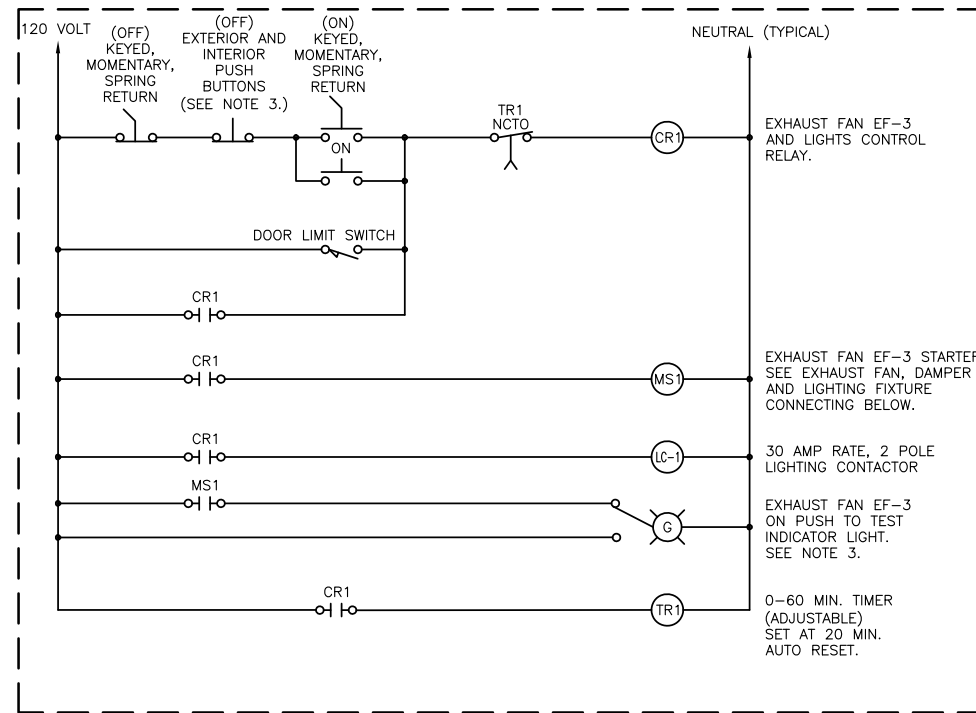 120 VOLT
(OFF)
KEYED,
MOMENTARY,
SPRING
RETURN
(OFF)
EXTERIOR AND
INTERIOR
PUSH
BUTTONS
(SEE NOTE 3.)
(ON)
KEYED,
MOMENTARY,
SPRING
RETURN
NEUTRAL (TYPICAL)
ON
TR1
NCTO
CR1
EXHAUST FAN EF-3
AND LIGHTS CONTROL
RELAY.
DOOR LIMIT SWITCH
CR1
CR1
MS1
EXHAUST FAN EF-3 STARTER
SEE EXHAUST FAN, DAMPER
AND LIGHTING FIXTURE
CONNECTING BELOW.
CR1
LC-1
30 AMP RATE, 2 POLE
LIGHTING CONTACTOR
MS1
G
EXHAUST FAN EF-3
ON PUSH TO TEST
INDICATOR LIGHT.
SEE NOTE 3.
CR1
TR1
0-60 MIN. TIMER
(ADJUSTABLE)
SET AT 20 MIN.
AUTO RESET.